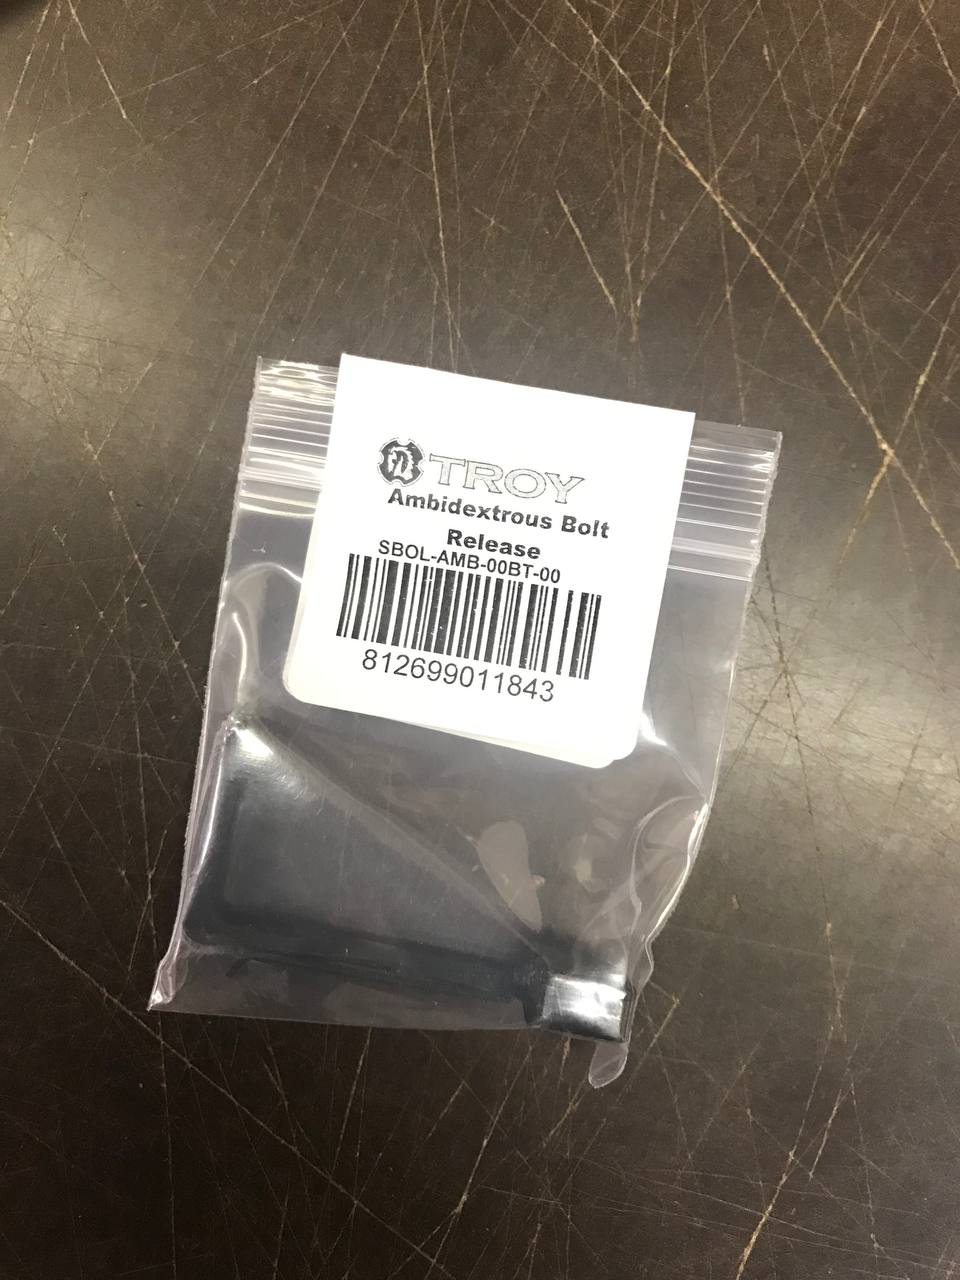 TROY
Ambidextrous Bolt
Release
SBOL-AMB-00BT-00
812699011843